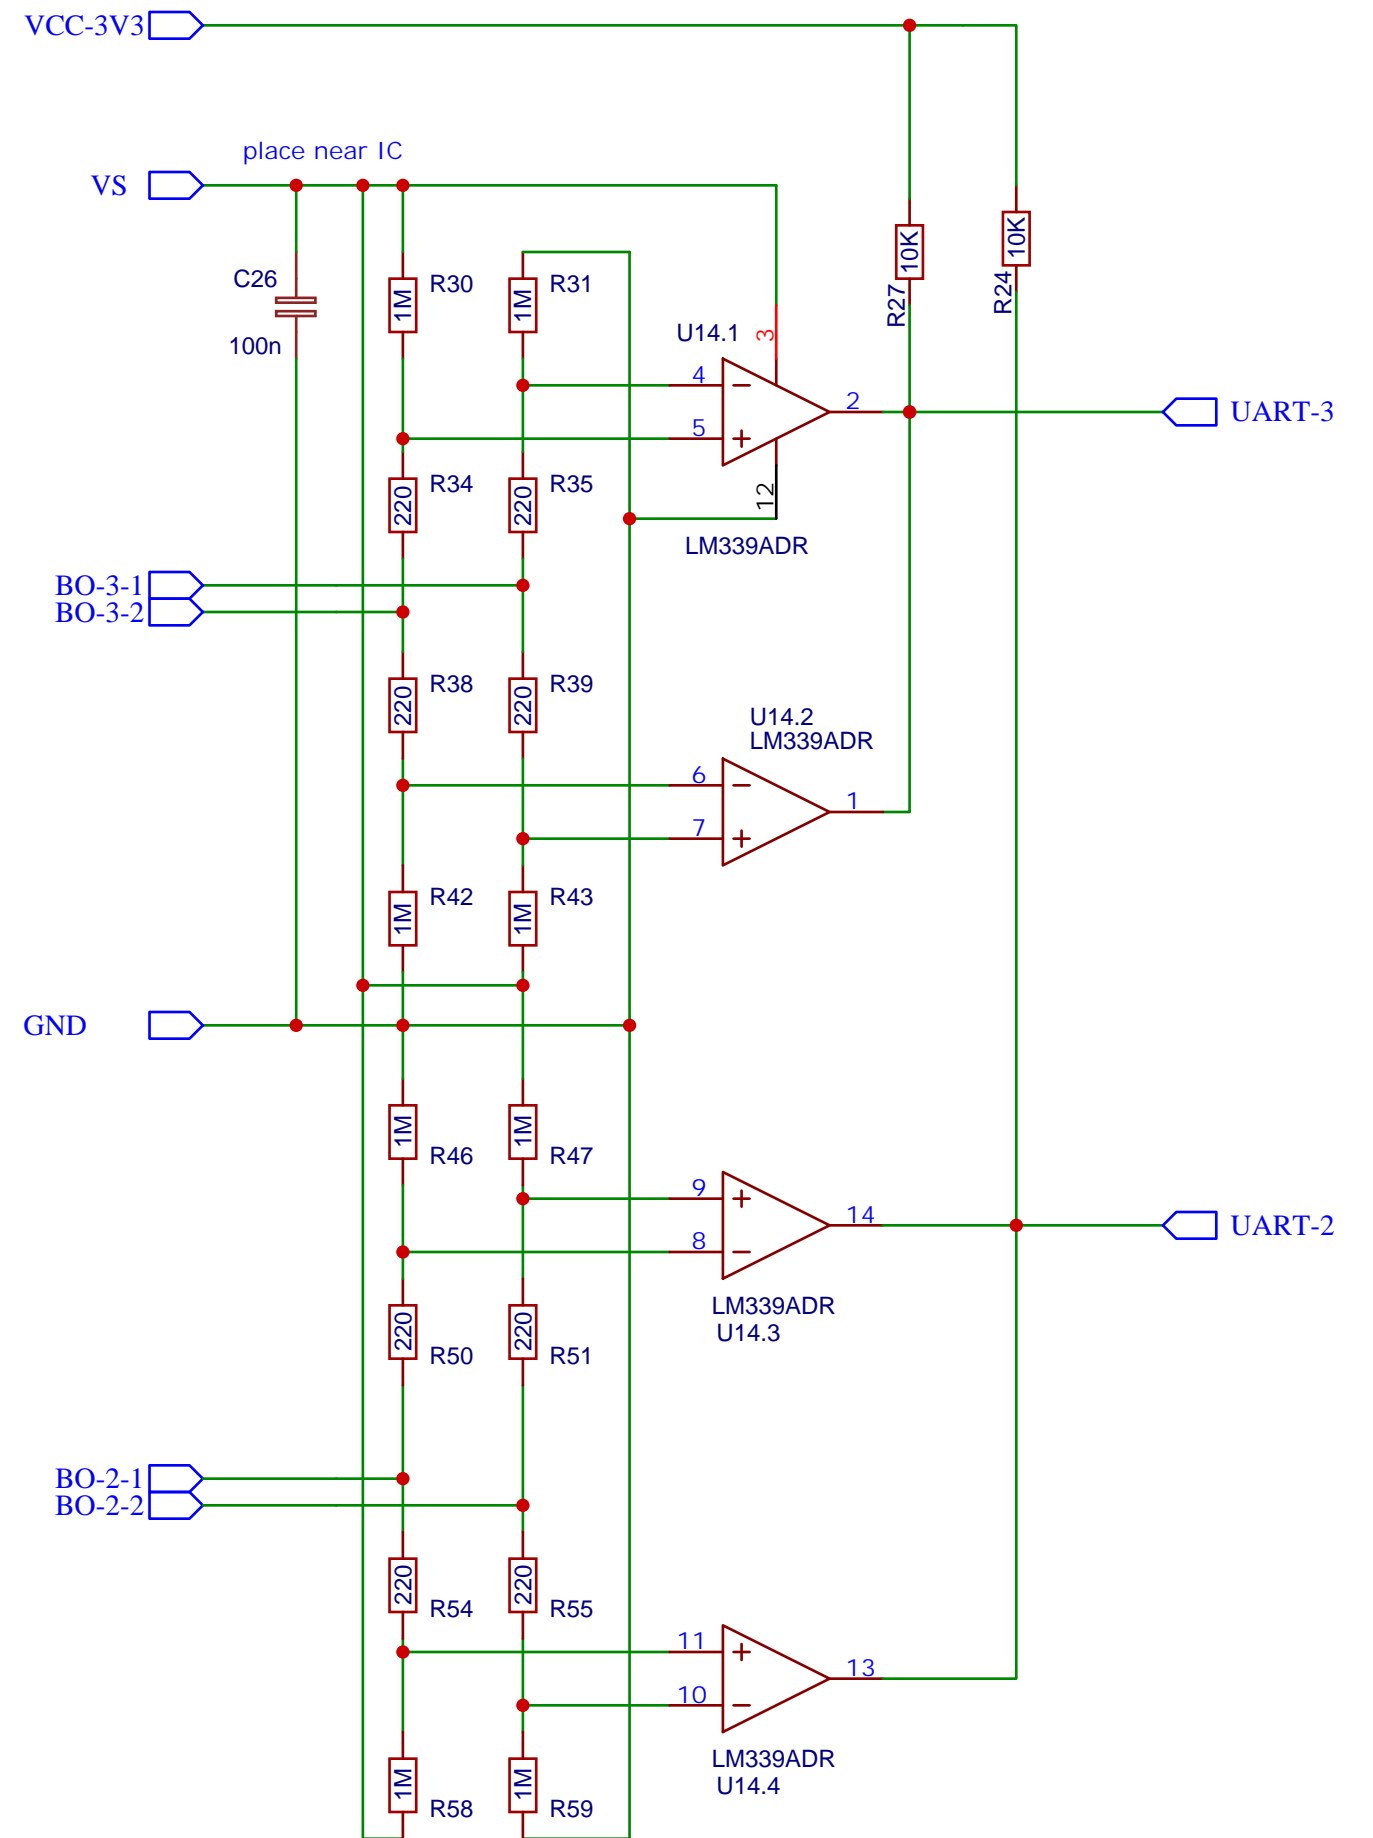 VCC-3V3
place near IC
VS
10K
10K
C26
R30
R31
1M
1M
R27
R24
100n
U14.1
3
4
2
UART-3
5
R34
R35
220
220
12
LM339ADR
BO-3-1
BO-3-2
R38
R39
220
220
U14.2
LM339ADR
6
1
7
R42
R43
1M
1M
GND
1M
1M
R46
R47
9
14
UART-2
8
LM339ADR
U14.3
220
220
R50
R51
BO-2-1
BO-2-2
220
220
R54
R55
11
13
10
LM339ADR
U14.4
1M
1M
R58
R59